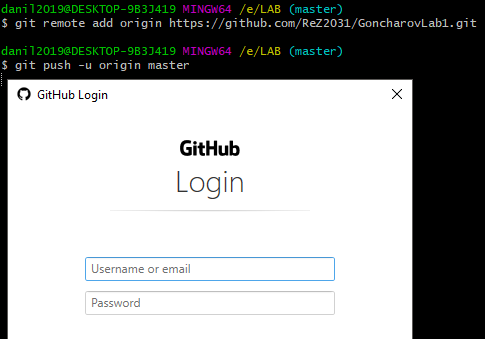 danil2019@DESKTOP-9B3J419 MINGW64 /e/LAB (master)
$ git remote add origin https://github.com/ReZ2031/GoncharovLab1.git
danil2019@DESKTOP-9B3J419 MINGW64 /e/LAB (master)
$ git push -u origin master
GitHub Login
GitHub
Login
Username or email
Password